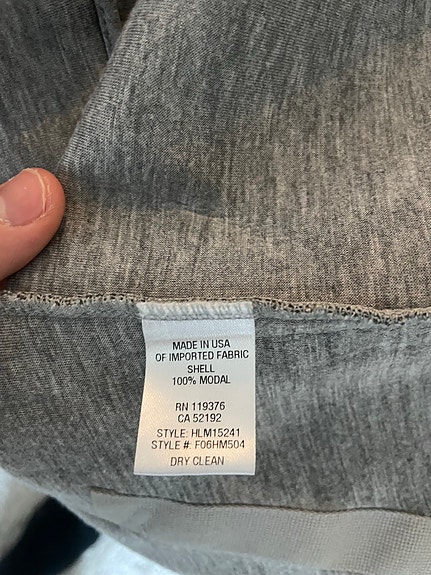 MADE IN USA
OF IMPORTED FABRIC
SHELL
100% MODAL
RN 119376
CA 52192
STYLE: HLM15241
STYLE #: F06HM504
DRY CLEAN